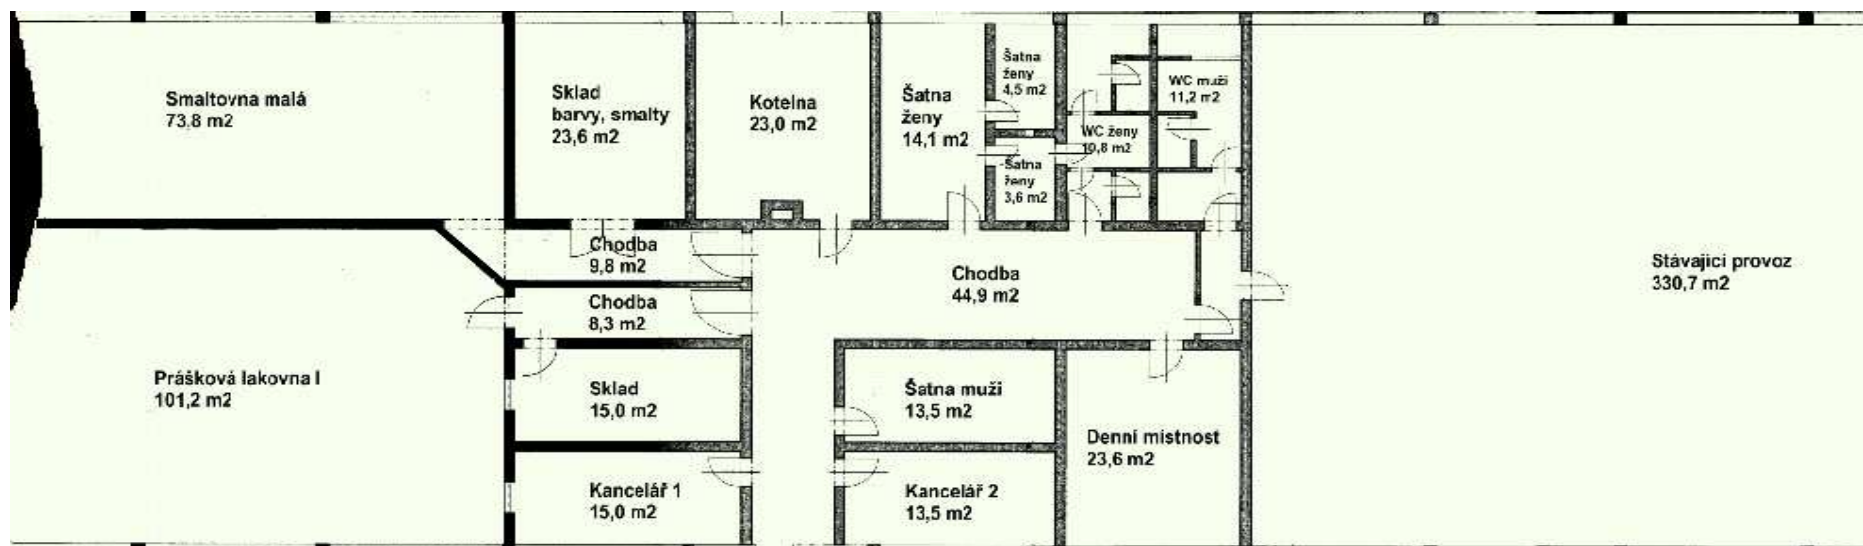 Smaltovna malá
73,8 m2
Sklad
barvy, smalty
23,6 m2
Kotelna
23,0 m2
Šatna
ženy
14,1 m2
Šatna
ženy
4,5 m2
Šatna
ženy
3,6 m2
WC ženy
10,8 m2
WC muži
11,2 m2
Chodba
9,8 m2
Chodba
8,3 m2
Chodba
44,9 m2
Stávající provoz
330,7 m2
Prášková lakovna I
101,2 m2
Sklad
15,0 m2
Šatna muži
13,5 m2
Denní místnost
23,6 m2
Kancelář 1
15,0 m2
Kancelář 2
13,5 m2